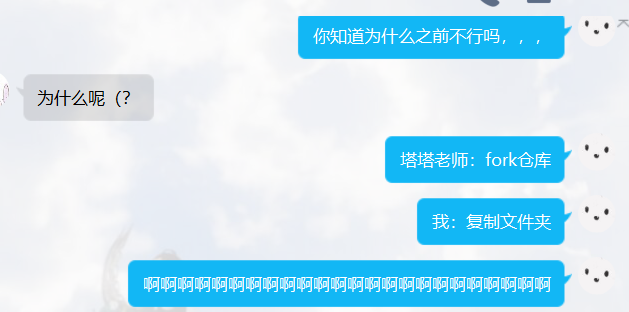 你知道为什么之前不行吗，，，
为什么呢（？
塔塔老师：fork仓库
我：复制文件夹
啊啊啊啊啊啊啊啊啊啊啊啊啊啊啊啊啊啊啊啊啊啊啊啊